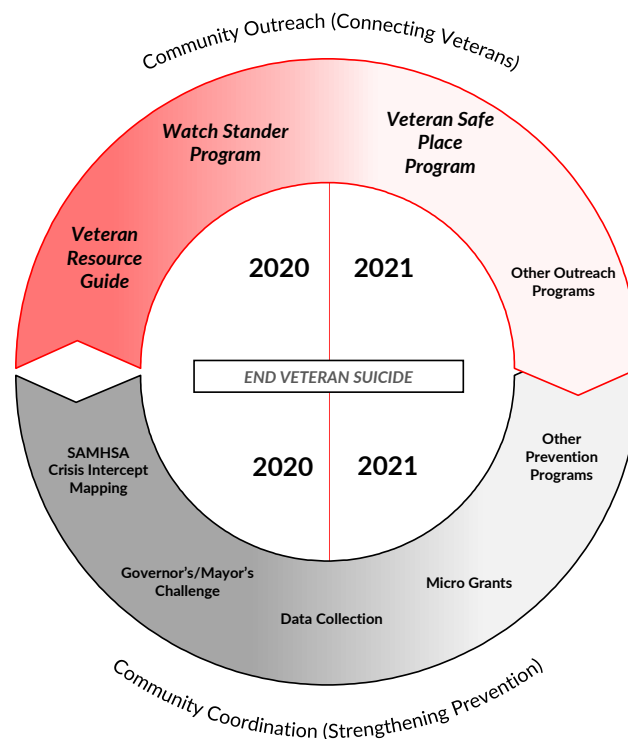 Community Outreach (Connecting Veterans)
Watch Stander
Program
Veteran Safe
Place
Program
Veteran
Resource
Guide
2020
2021
Other Outreach
Programs
END VETERAN SUICIDE
SAMHSA
Crisis Intercept
Mapping
2020
2021
Other
Prevention
Programs
Governor's/Mayor's
Challenge
Data Collection
Micro Grants
Community Coordination (Strengthening Prevention)